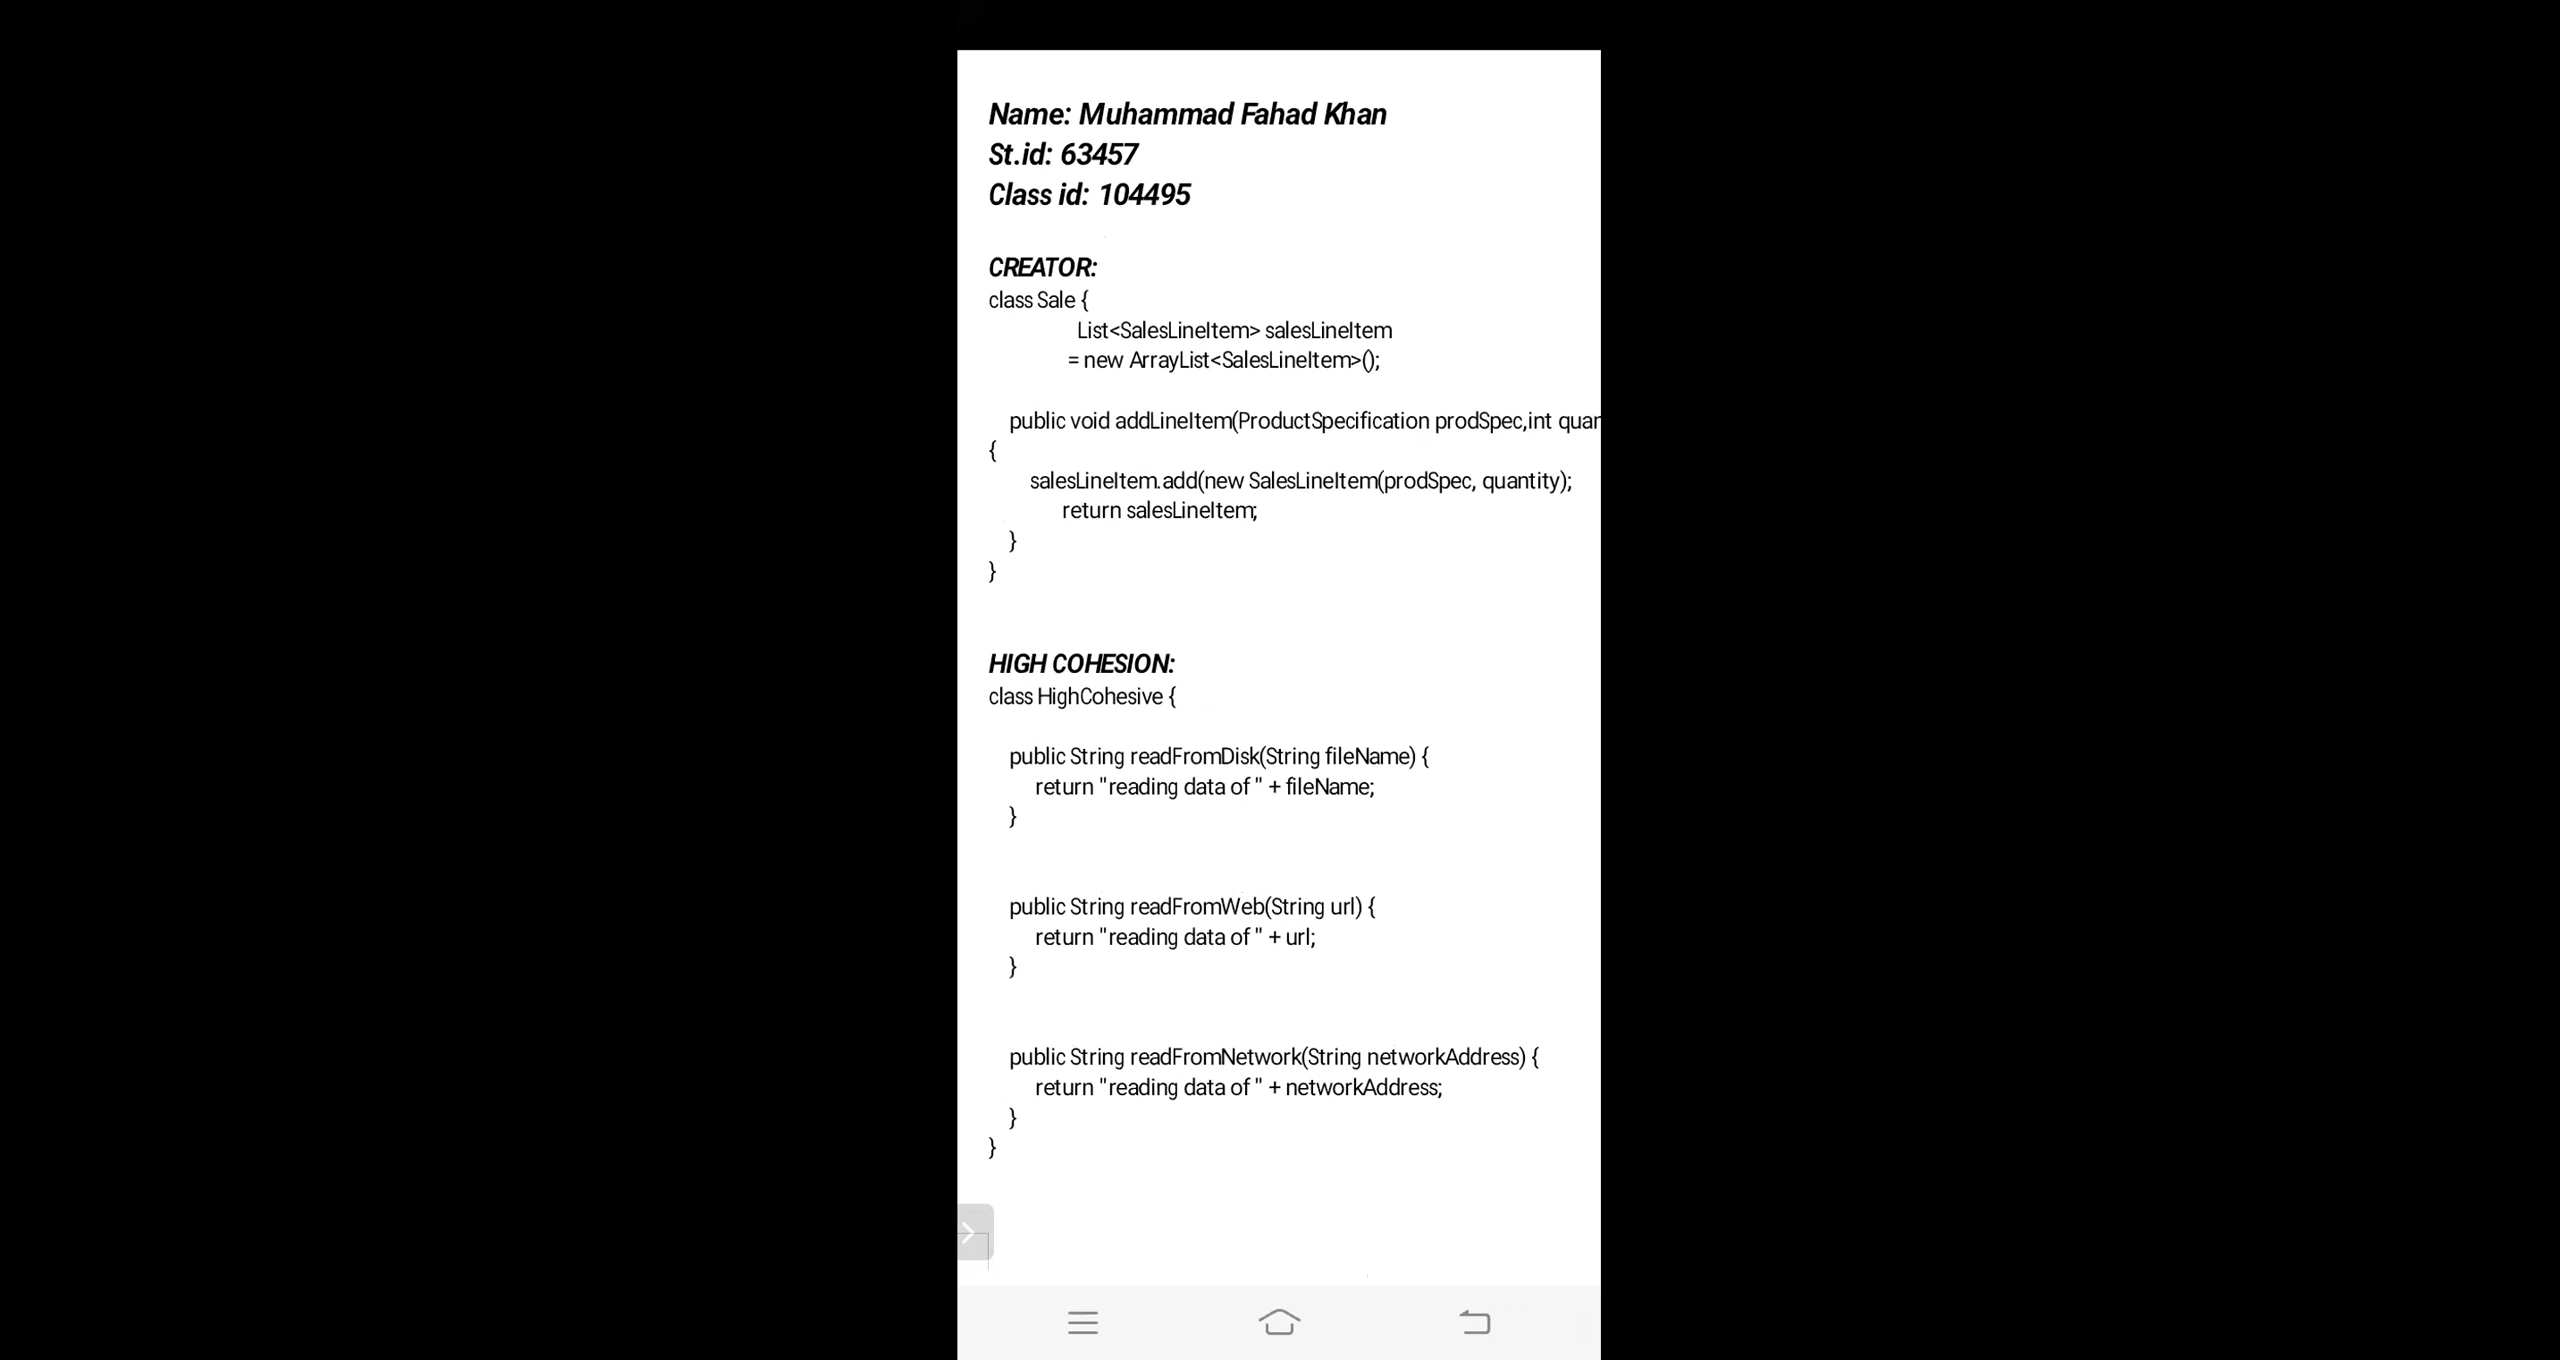 Name: Muhammad Fahad Khan
St.id: 63457
Class id: 104495
CREATOR:
class Sale {
List<SalesLineItem> salesLineItem
= new ArrayList<SalesLineItem>();
public void addLineItem(ProductSpecification prodSpec,int quan
{
salesLineItem.add(new SalesLineItem(prodSpec, quantity);
return salesLineItem;
}
}
HIGH COHESION:
class HighCohesive {
public String readFromDisk(String fileName) {
return "reading data of " + fileName;
}
public String readFromWeb(String url) {
return "reading data of " + url;
}
public String readFromNetwork(String networkAddress) {
return "reading data of " + networkAddress;
}
}